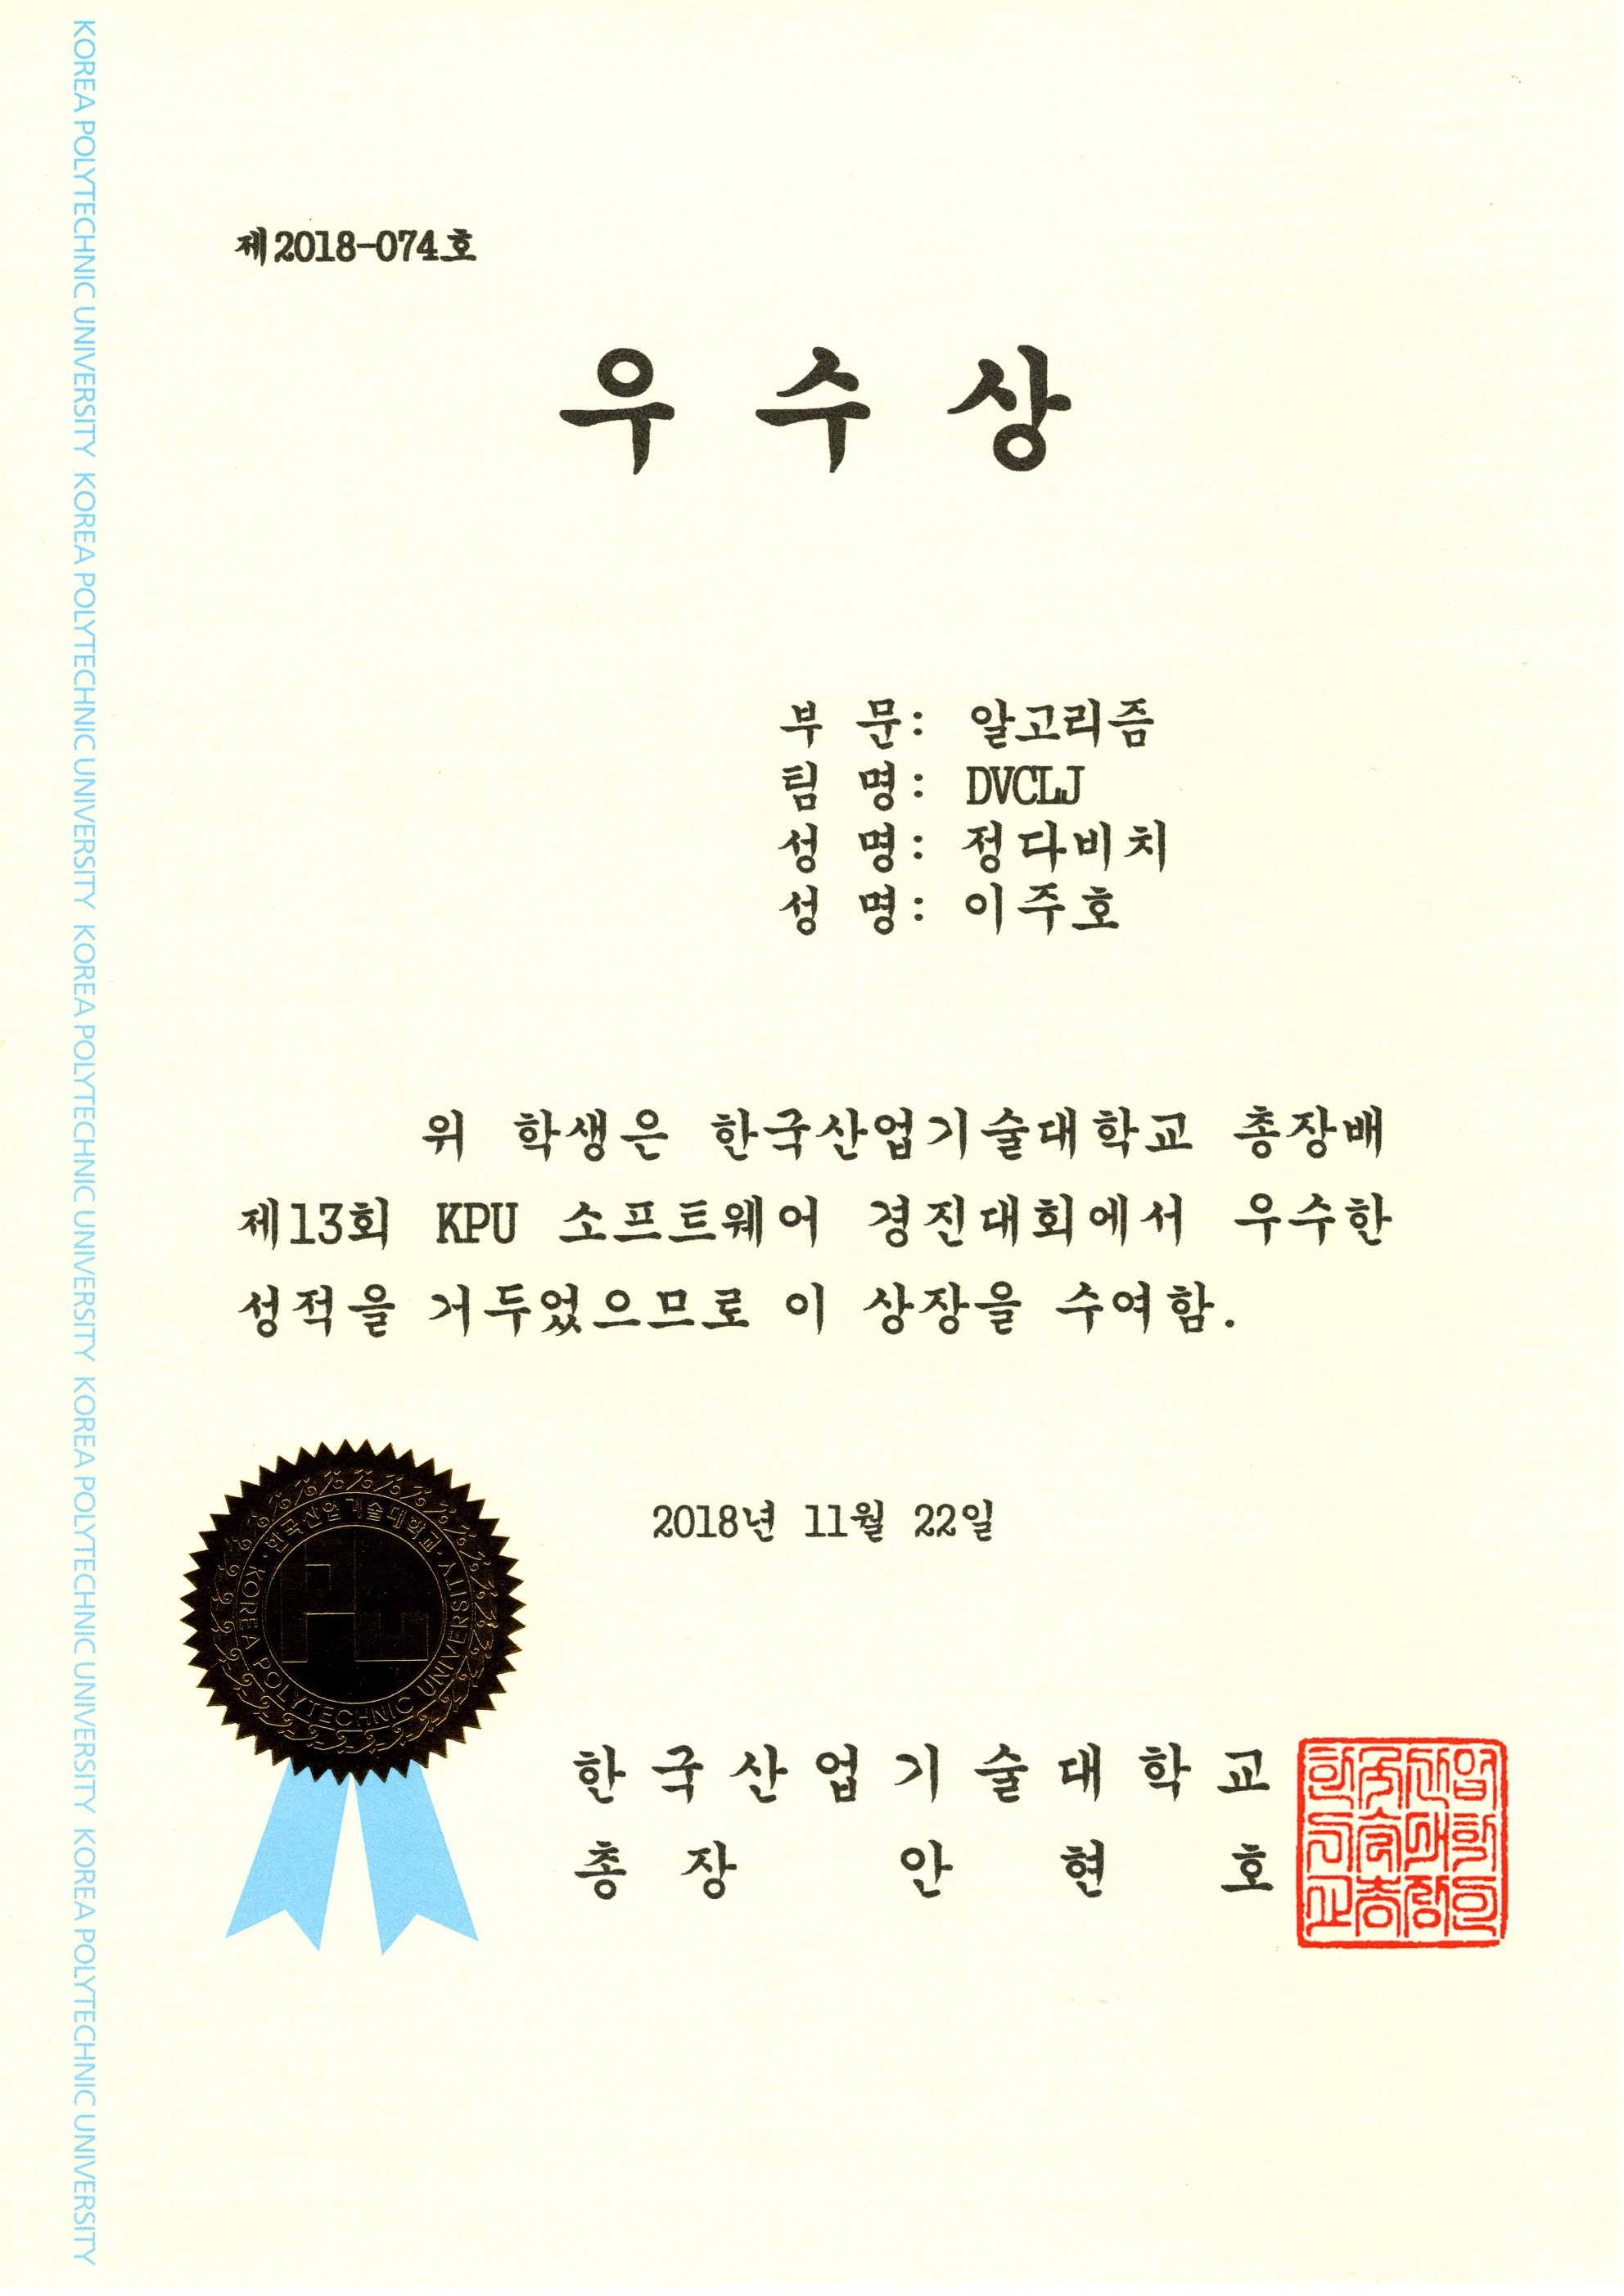 제2018-074호
우 수 상
부 문: 알고리즘
팀 명: DVCLJ
성 명: 정다비치
성 명: 이주호
위 학생은 한국산업기술대학교 총장배
제13회 KPU 소프트웨어 경진대회에서 우수한
성적을 거두었으므로 이 상장을 수여함.
2018년 11월 22일
한국산업기술대학교
총 장 안 현 호
한국산업기술대학교
KOREA POLYTECHNIC UNIVERSITY
KOREA POLYTECHNIC UNIVERSITY KOREA POLYTECHNIC UNIVERSITY KOREA POLYTECHNIC UNIVERSITY KOREA POLYTECHNIC UNIVERSITY KOREA POLYTECHNIC UNIVERSITY